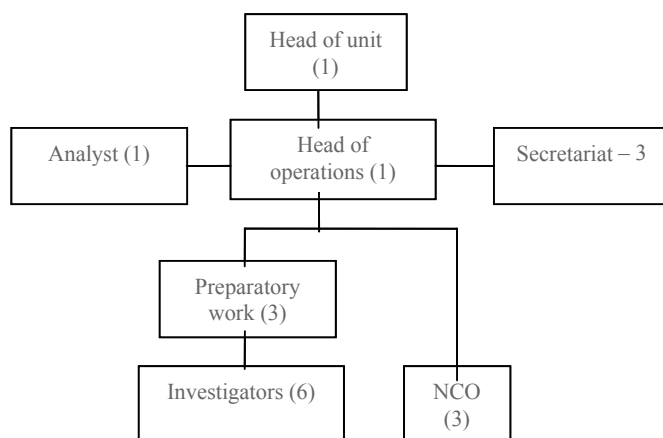 Head of unit
(1)
Analyst (1)
Head of
operations (1)
Secretariat – 3
Preparatory
work (3)
Investigators (6)
NCO
(3)